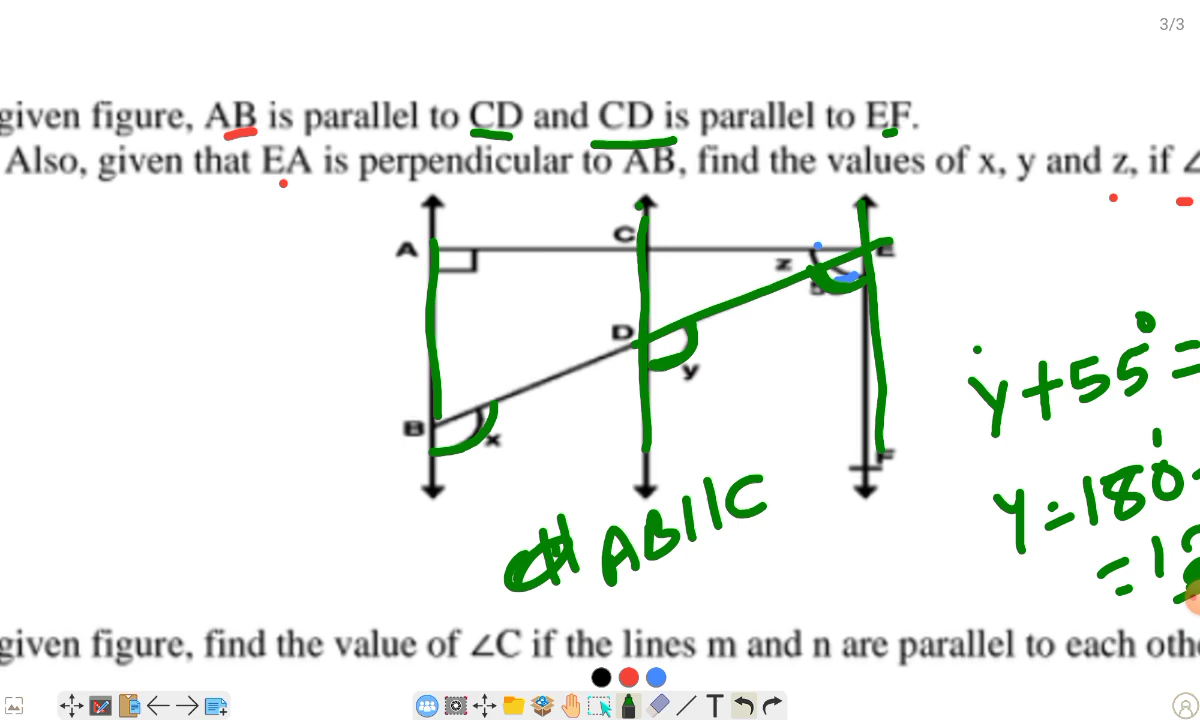 3/3
given figure, AB is parallel to CD and CD is parallel to EF.
Also, given that EA is perpendicular to AB, find the values of x, y and z, if ∠
A C E
z
D
y
B x
F
y+55°=
y=180-
=12
AB||C
given figure, find the value of ∠C if the lines m and n are parallel to each
T